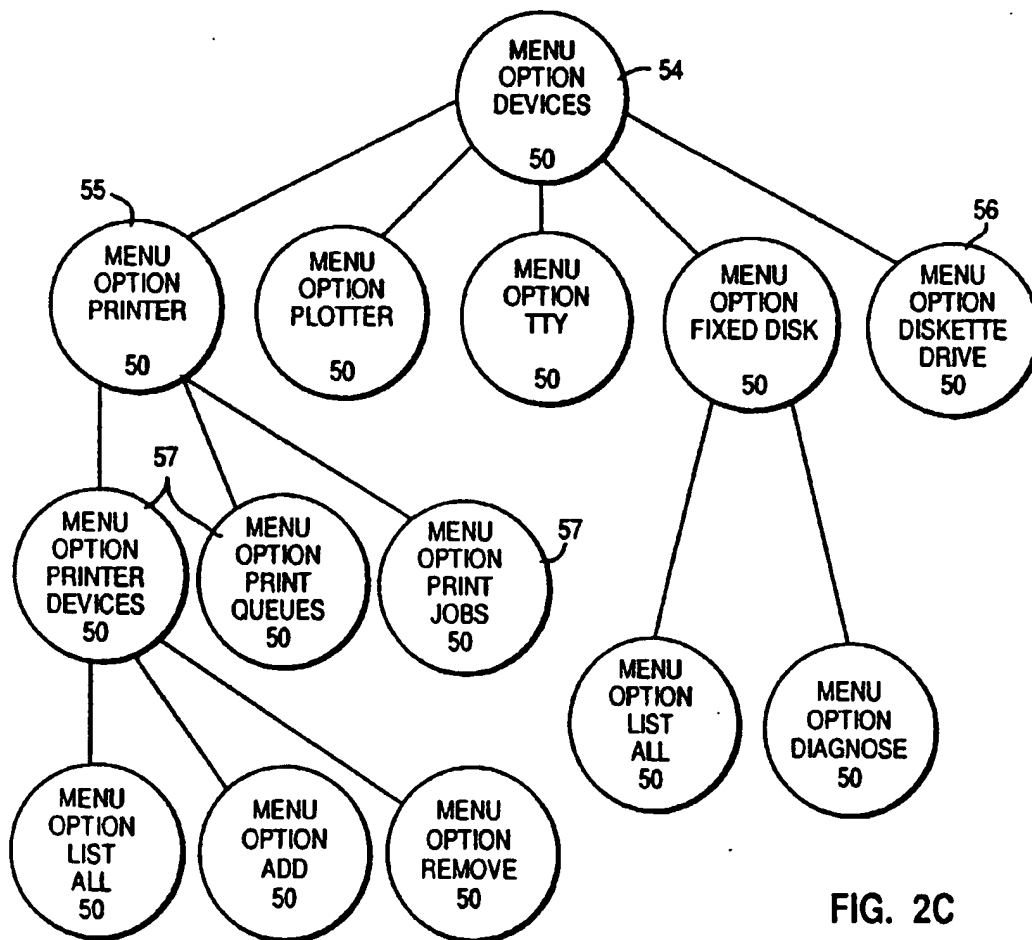 MENU
OPTION
DEVICES
50
54
55
MENU
OPTION
PRINTER
50
MENU
OPTION
PLOTTER
50
MENU
OPTION
TTY
50
MENU
OPTION
FIXED DISK
50
56
MENU
OPTION
DISKETTE
DRIVE
50
57
MENU
OPTION
PRINTER
DEVICES
50
MENU
OPTION
PRINT
QUEUES
50
57
MENU
OPTION
PRINT
JOBS
50
MENU
OPTION
LIST
ALL
50
MENU
OPTION
DIAGNOSE
50
MENU
OPTION
LIST
ALL
50
MENU
OPTION
ADD
50
MENU
OPTION
REMOVE
50
FIG. 2C